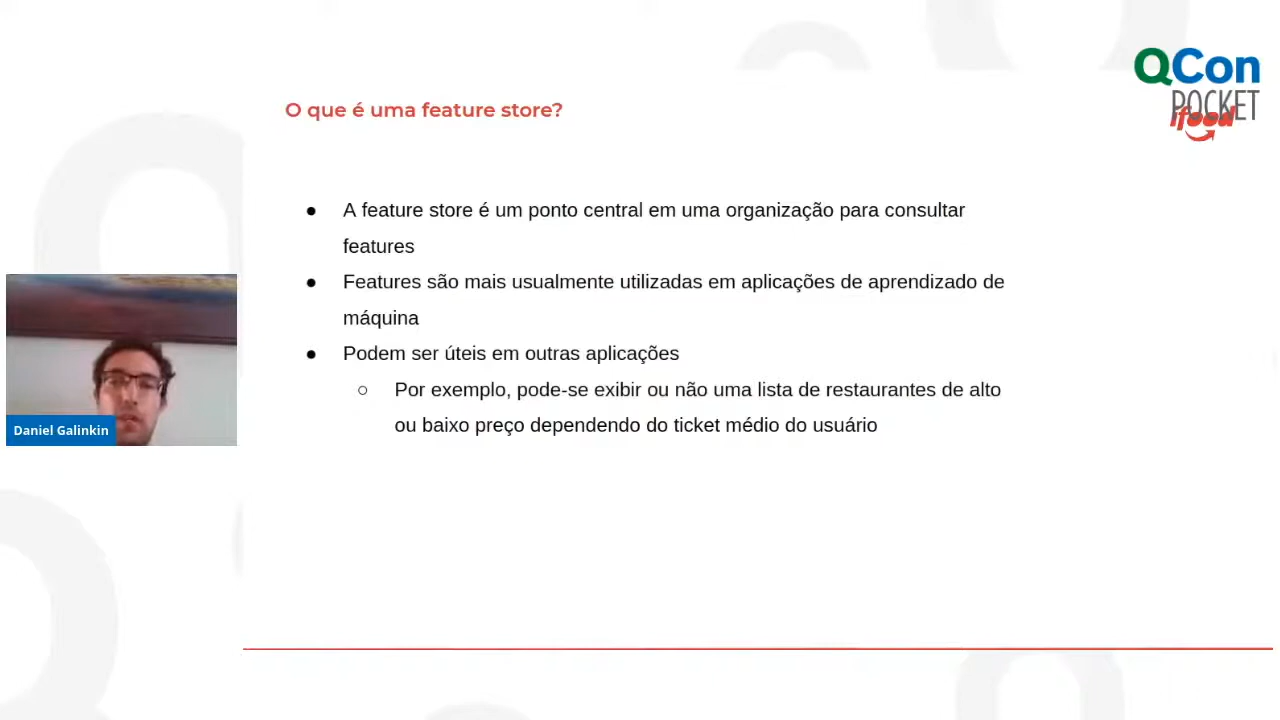 QCon
POCKET
ifood
O que é uma feature store?
● A feature store é um ponto central em uma organização para consultar
features
● Features são mais usualmente utilizadas em aplicações de aprendizado de
máquina
● Podem ser úteis em outras aplicações
○ Por exemplo, pode-se exibir ou não uma lista de restaurantes de alto
ou baixo preço dependendo do ticket médio do usuário
Daniel Galinkin